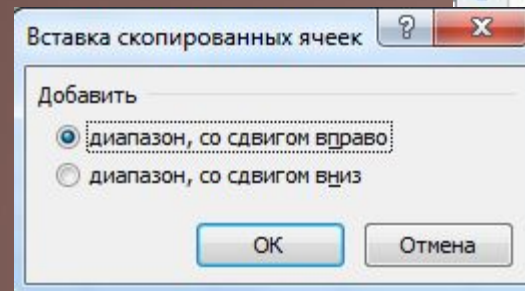 Вставка скопированных ячеек
Добавить
диапазон, со сдвигом вправо
диапазон, со сдвигом вниз
ОК
Отмена